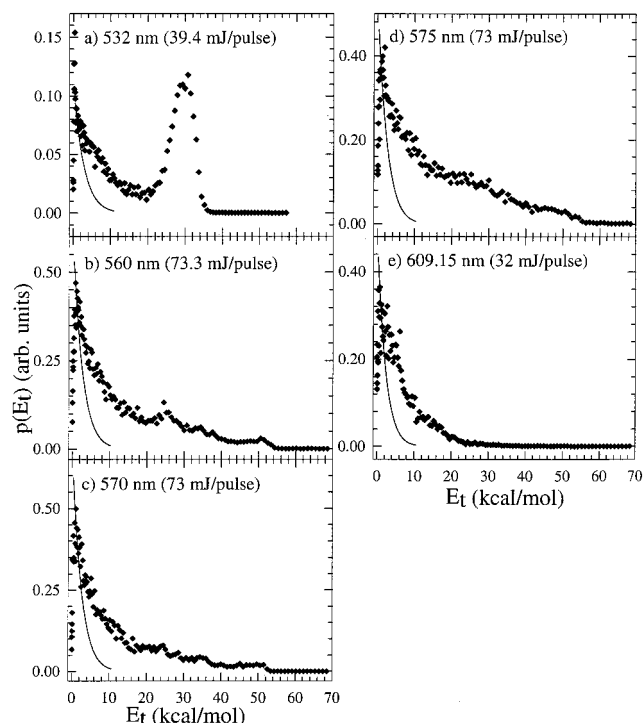 a) 532 nm (39.4 mJ/pulse)
0.15
0.10
0.05
0.00
b) 560 nm (73.3 mJ/pulse)
0.50
0.25
0.00
c) 570 nm (73 mJ/pulse)
0.50
0.25
0.00
0 10 20 30 40 50 60 70
Et (kcal/mol)
p(Et) (arb. units)
d) 575 nm (73 mJ/pulse)
0.40
0.20
0.00
e) 609.15 nm (32 mJ/pulse)
0.40
0.20
0.00
0 10 20 30 40 50 60 70
Et (kcal/mol)